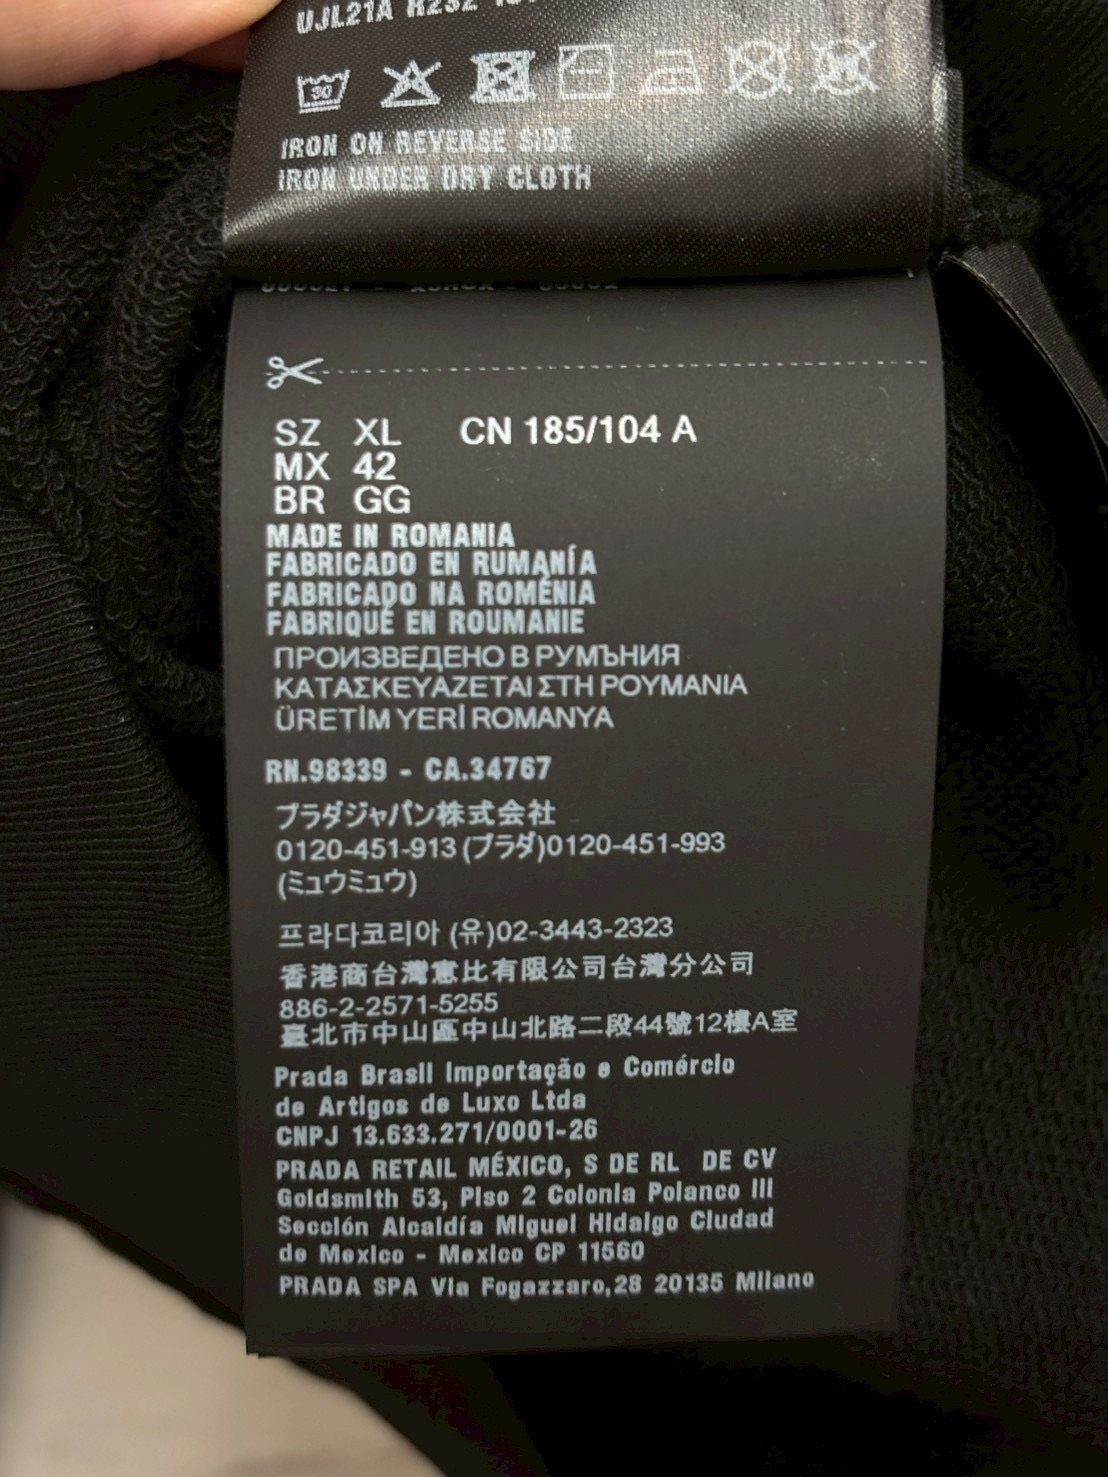 UJL21A
30
IRON ON REVERSE SIDE
IRON UNDER DRY CLOTH
SZ XL CN 185/104 A
MX 42
BR GG
MADE IN ROMANIA
FABRICADO EN RUMANÍA
FABRICADO NA ROMÉNIA
FABRIQUÉ EN ROUMANIE
ПРОИЗВЕДЕНО В РУМЪНИЯ
ΚΑΤΑΣΚΕΥΑΖΕΤΑΙ ΣΤΗ ΡΟΥΜΑΝΙΑ
ÜRETİM YERİ ROMANYA
RN.98339 - CA.34767
プラダジャパン株式会社
0120-451-913 (プラダ)0120-451-993
(ミュウミュウ)
프라다코리아 (유)02-3443-2323
香港商台灣惠比有限公司台灣分公司
886-2-2571-5255
臺北市中山區中山北路二段44號12樓A室
Prada Brasil Importação e Comércio
de Artigos de Luxo Ltda
CNPJ 13.633.271/0001-26
PRADA RETAIL MÉXICO, S DE RL DE CV
Goldsmith 53, Piso 2 Colonia Polanco III
Sección Alcaldía Miguel Hidalgo Ciudad
de Mexico - Mexico CP 11560
PRADA SPA Via Fogazzaro,28 20135 Milano